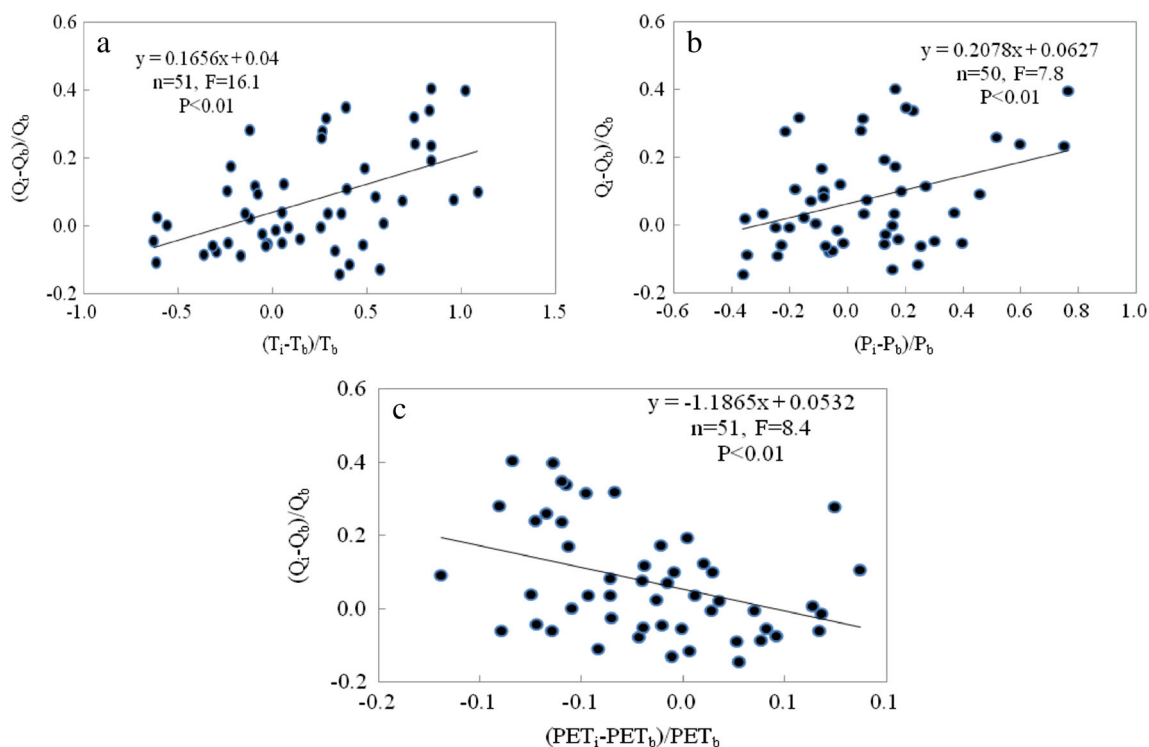 a
y = 0.1656x + 0.04
n=51, F=16.1
P<0.01
(Qi-Qb)/Qb
0.6
0.4
0.2
0.0
-0.2
-1.0 -0.5 0.0 0.5 1.0 1.5
(Ti-Tb)/Tb
b
y = 0.2078x + 0.0627
n=50, F=7.8
P<0.01
Qi-Qb)/Qb
0.6
0.4
0.2
0.0
-0.2
-0.6 -0.4 -0.2 0.0 0.2 0.4 0.6 0.8 1.0
(Pi-Pb)/Pb
c
y = -1.1865x + 0.0532
n=51, F=8.4
P<0.01
(Qi-Qb)/Qb
0.6
0.4
0.2
0.0
-0.2
-0.2 -0.1 -0.1 0.0 0.1 0.1
(PETi-PETb)/PETb